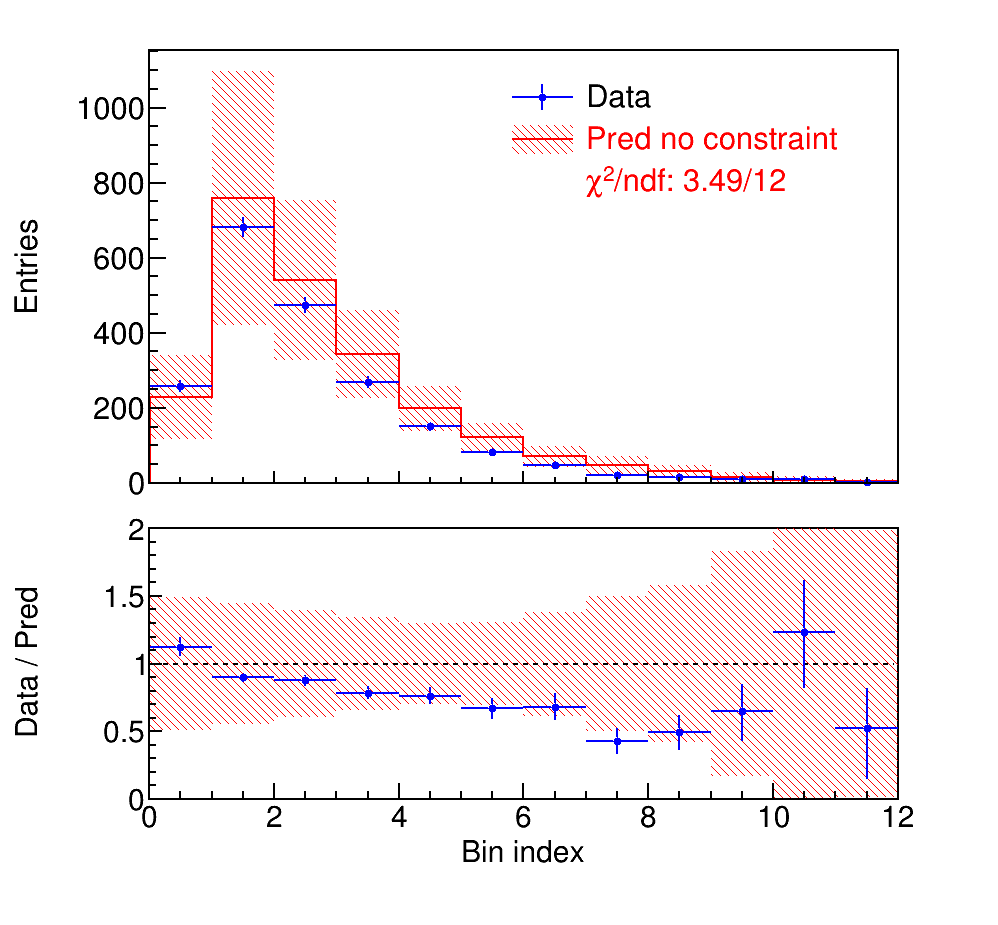 Entries
1000
800
600
400
200
0
Data
Pred no constraint
χ²/ndf: 3.49/12
Data / Pred
2
1.5
1
0.5
0
0 2 4 6 8 10 12
Bin index